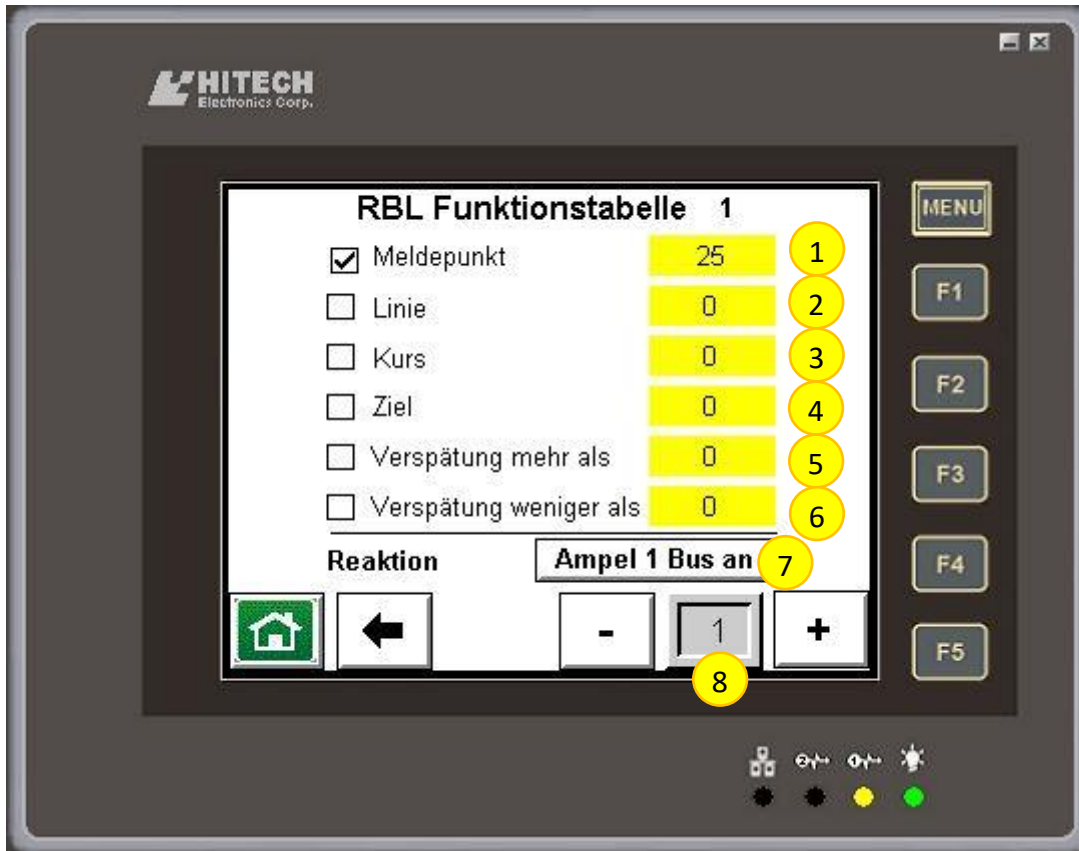 HITECH
Electronics Corp.
RBL Funktionstabelle 1
MENU
Meldepunkt 25 1
F1
Linie 0 2
Kurs 0 3
F2
Ziel 0 4
Verspätung mehr als 0 5
F3
Verspätung weniger als 0 6
Reaktion Ampel 1 Bus an 7
F4
- 1 +
F5
8